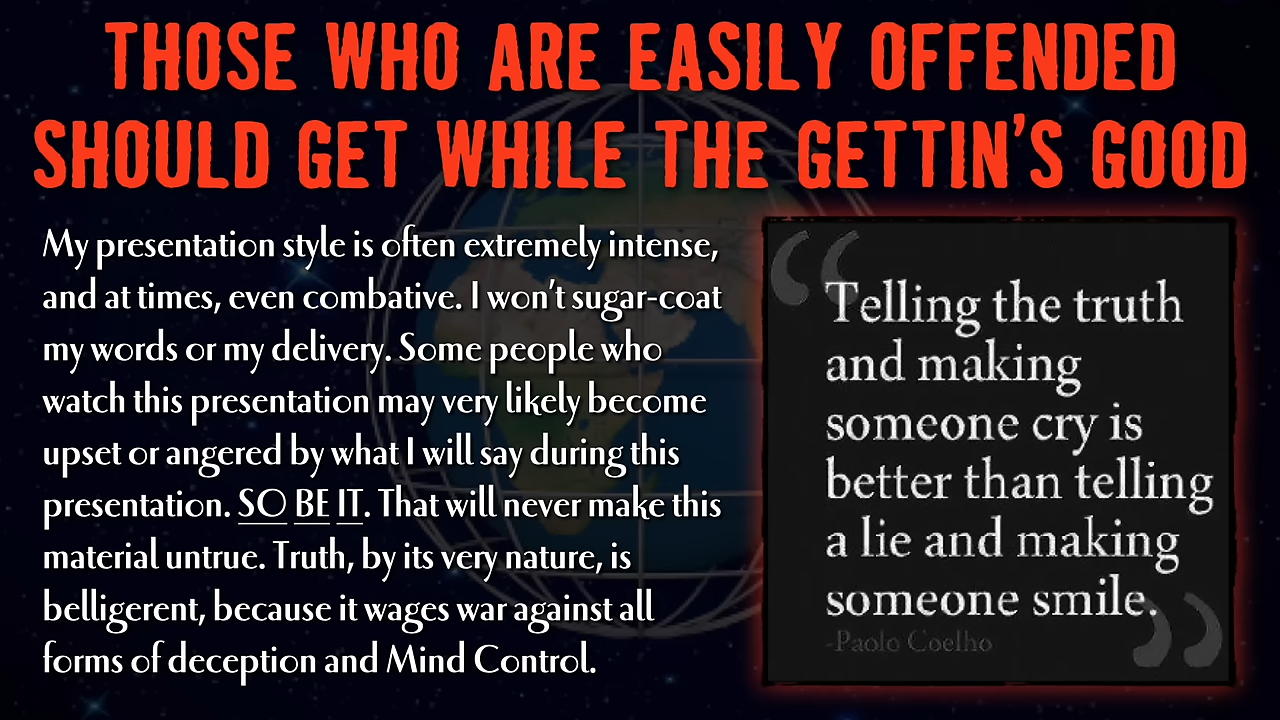 THOSE WHO ARE EASILY OFFENDED
SHOULD GET WHILE THE GETTIN'S GOOD
My presentation style is often extremely intense,
and at times, even combative. I won't sugar-coat
my words or my delivery. Some people who
watch this presentation may very likely become
upset or angered by what I will say during this
presentation. SO BE IT. That will never make this
material untrue. Truth, by its very nature, is
belligerent, because it wages war against all
forms of deception and Mind Control.
“Telling the truth
and making
someone cry is
better than telling
a lie and making
someone smile.”
-Paolo Coelho